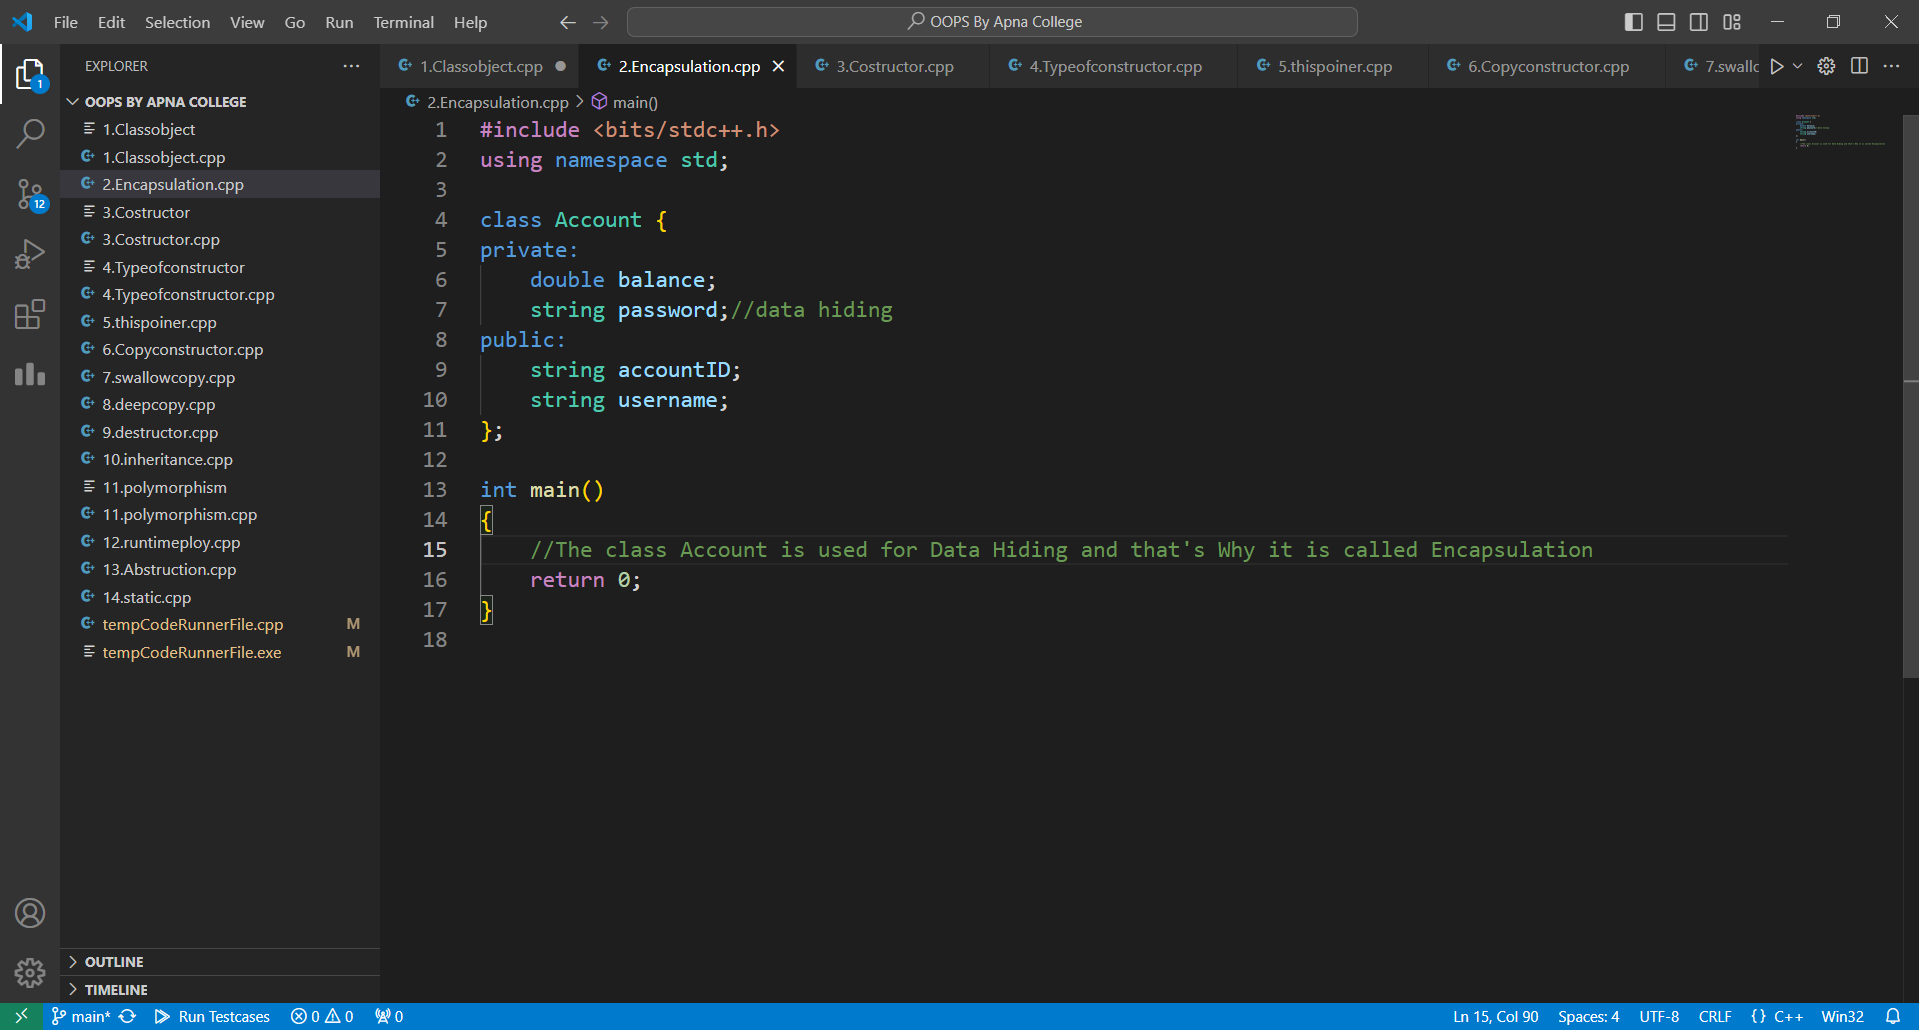 File Edit Selection View Go Run Terminal Help
OOPS By Apna College
EXPLORER
OOPS BY APNA COLLEGE
1.Classobject
1.Classobject.cpp
2.Encapsulation.cpp
3.Costructor
3.Costructor.cpp
4.Typeofconstructor
4.Typeofconstructor.cpp
5.thispoiner.cpp
6.Copyconstructor.cpp
7.swallowcopy.cpp
8.deepcopy.cpp
9.destructor.cpp
10.inheritance.cpp
11.polymorphism
11.polymorphism.cpp
12.runtimeploy.cpp
13.Abstruction.cpp
14.static.cpp
tempCodeRunnerFile.cpp M
tempCodeRunnerFile.exe M
OUTLINE
TIMELINE
1
12
1.Classobject.cpp 2.Encapsulation.cpp 3.Costructor.cpp 4.Typeofconstructor.cpp 5.thispoiner.cpp 6.Copyconstructor.cpp 7.swallc
2.Encapsulation.cpp > main()
1 #include <bits/stdc++.h>
2 using namespace std;
3
4 class Account {
5 private:
6     double balance;
7     string password;//data hiding
8 public:
9     string accountID;
10     string username;
11 };
12
13 int main()
14 {
15     //The class Account is used for Data Hiding and that's Why it is called Encapsulation
16     return 0;
17 }
18
main* Run Testcases 0 0 0 Ln 15, Col 90 Spaces: 4 UTF-8 CRLF {} C++ Win32